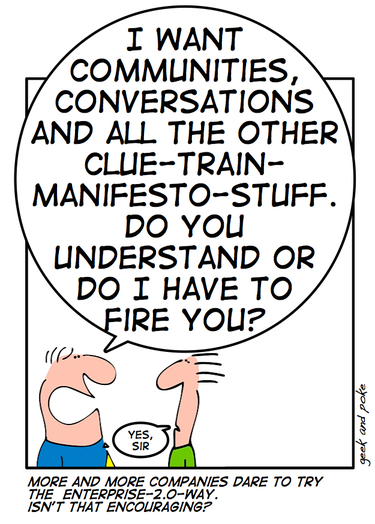 I WANT
COMMUNITIES,
CONVERSATIONS
AND ALL THE OTHER
CLUE-TRAIN-
MANIFESTO-STUFF.
DO YOU
UNDERSTAND OR
DO I HAVE TO
FIRE YOU?
YES,
SIR
geek and poke
MORE AND MORE COMPANIES DARE TO TRY
THE ENTERPRISE-2.0-WAY.
ISN'T THAT ENCOURAGING?